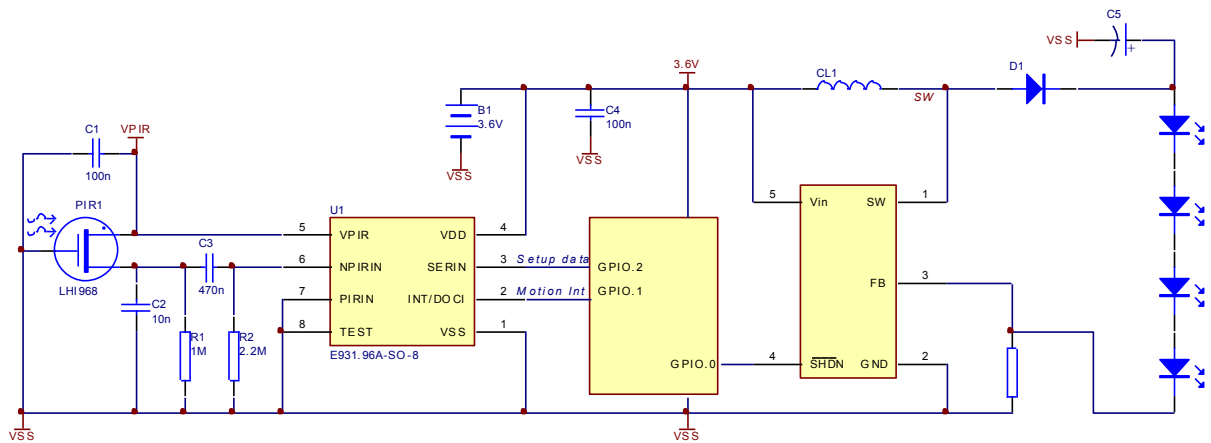 C5
VSS
3.6V
CL1
D1
SW
B1
3.6V
C4
100n
VSS
VSS
C1
VPIR
100n
PIR1
LHI968
C3
470n
C2
10n
R1
1M
R2
2.2M
U1
5 VPIR VDD 4
6 NPIRIN SERIN 3
7 PIRIN INT/DOCI 2
8 TEST VSS 1
E931.96A-SO-8
Setup data
Motion Int
GPIO.2
GPIO.1
GPIO.0
5 Vin SW 1
FB 3
4 SHDN GND 2
VSS
VSS
+